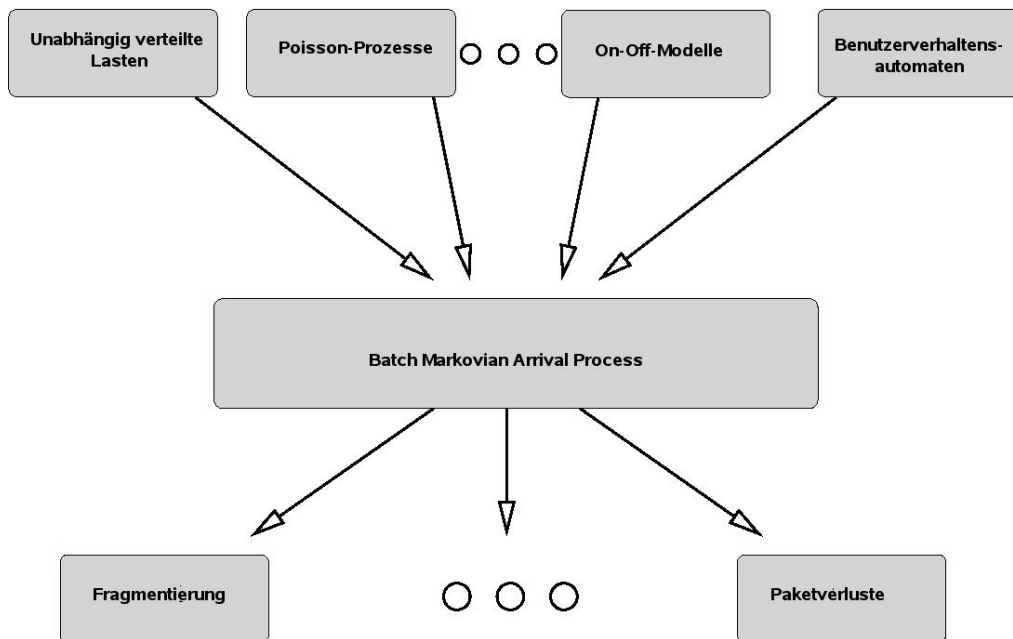 Unabhängig verteilte
Lasten
Poisson-Prozesse
On-Off-Modelle
Benutzerverhaltens-
automaten
Batch Markovian Arrival Process
Fragmentierung
Paketverluste